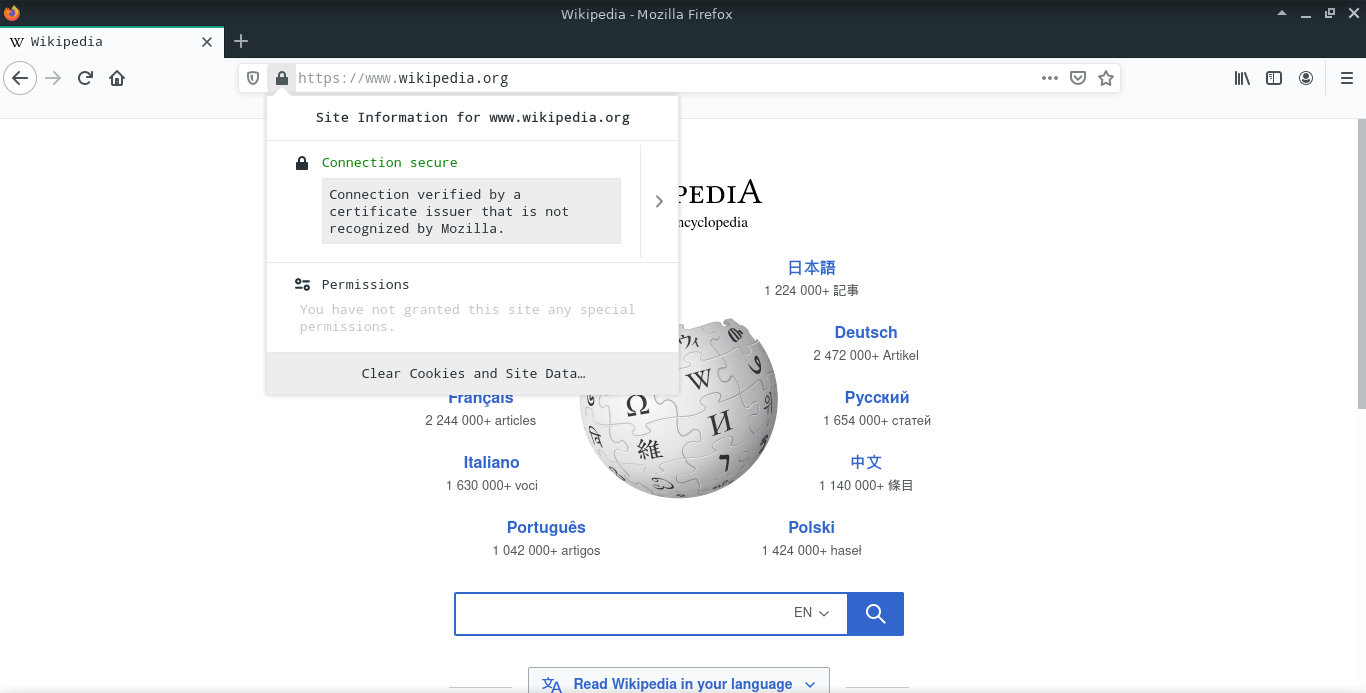 Wikipedia - Mozilla Firefox
W Wikipedia
https://www.wikipedia.org
Site Information for www.wikipedia.org
Connection secure
Connection verified by a
certificate issuer that is not
recognized by Mozilla.
Permissions
You have not granted this site any special
permissions.
Clear Cookies and Site Data…
PEDIA
ncyclopedia
日本語
1 224 000+ 記事
Deutsch
2 472 000+ Artikel
Français
2 244 000+ articles
Русский
1 654 000+ статей
Italiano
1 630 000+ voci
中文
1 140 000+ 條目
Português
1 042 000+ artigos
Polski
1 424 000+ haseł
W
Ω
И
維
EN
Read Wikipedia in your language